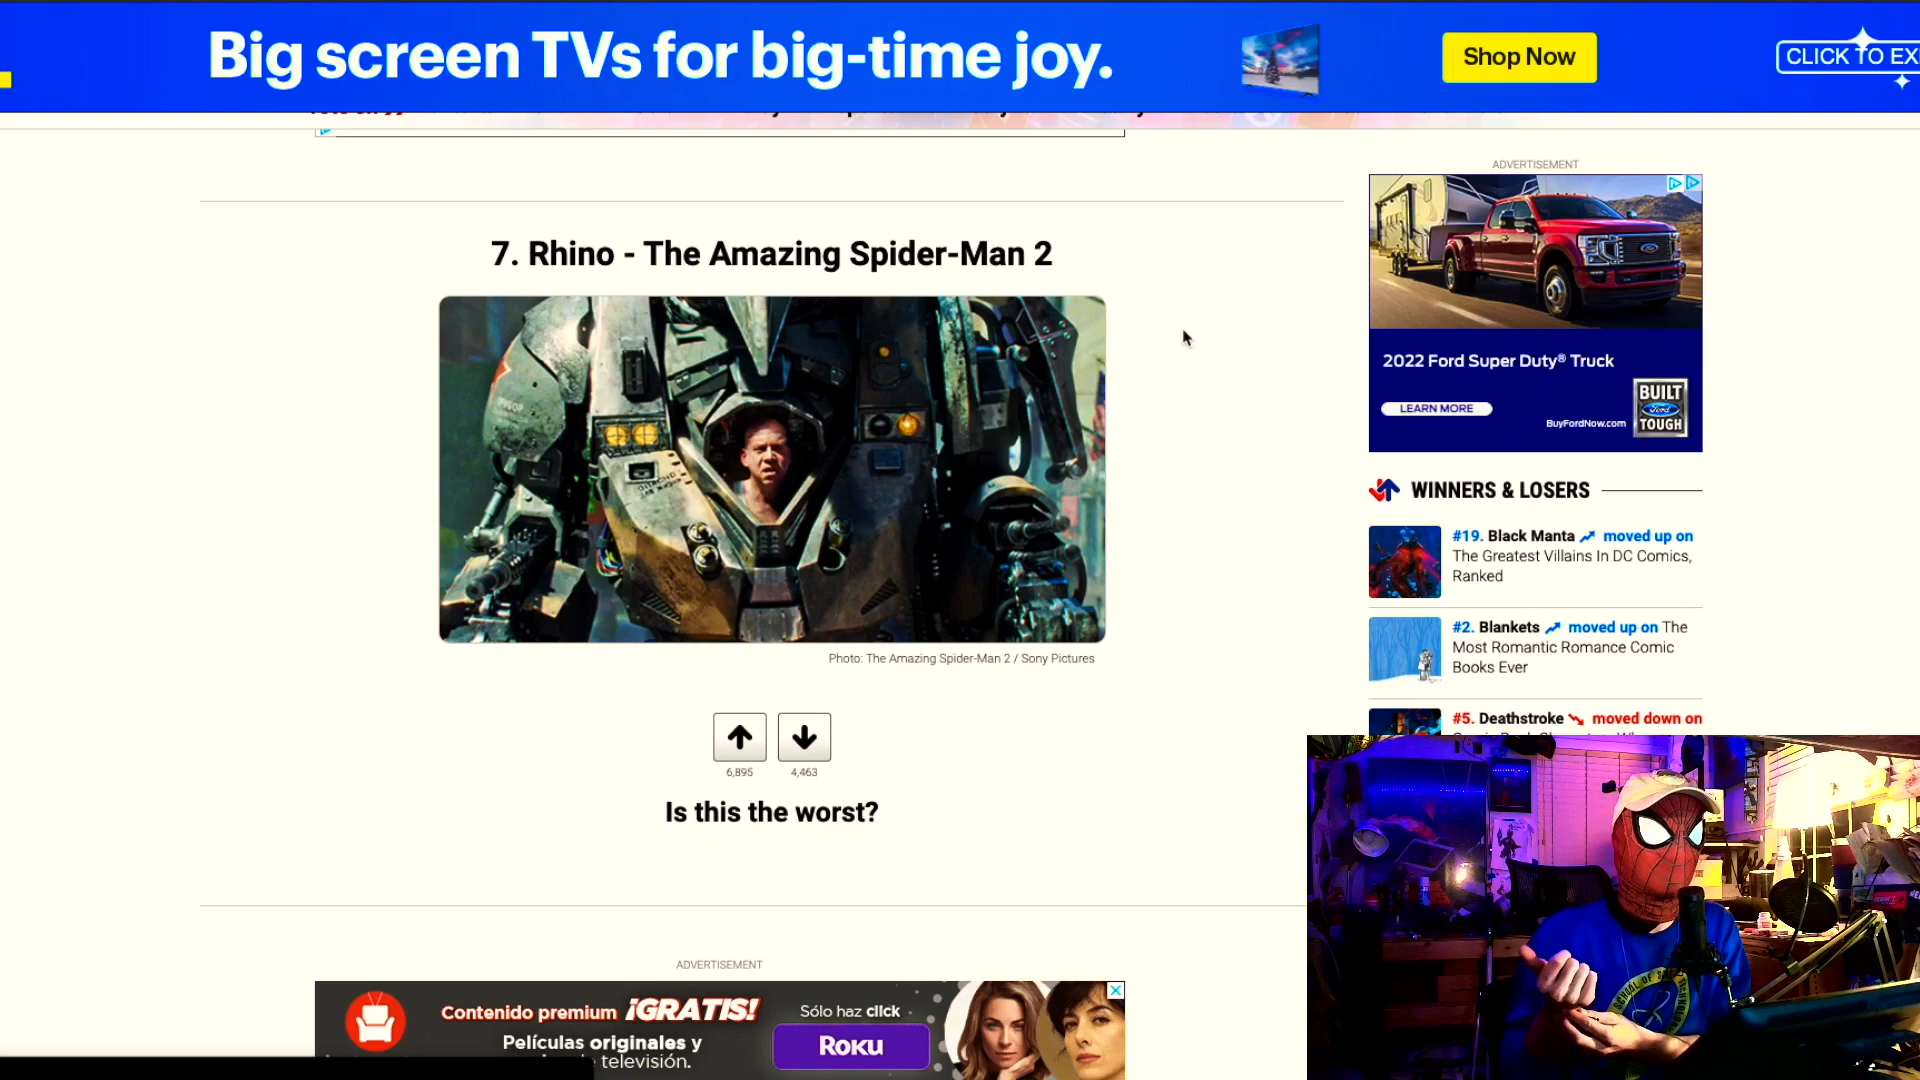 Big screen TVs for big-time joy.
Shop Now
CLICK TO EX
ADVERTISEMENT
7. Rhino - The Amazing Spider-Man 2
Photo: The Amazing Spider-Man 2 / Sony Pictures
6,895
4,463
Is this the worst?
2022 Ford Super Duty® Truck
LEARN MORE
BuyFordNow.com
BUILT
Ford
TOUGH
WINNERS & LOSERS
#19. Black Manta moved up on
The Greatest Villains In DC Comics,
Ranked
#2. Blankets moved up on The
Most Romantic Romance Comic
Books Ever
#5. Deathstroke moved down on
SCHOOL OF
ADVERTISEMENT
Contenido premium ¡GRATIS!
Películas originales y
de televisión.
Sólo haz click
ROKU